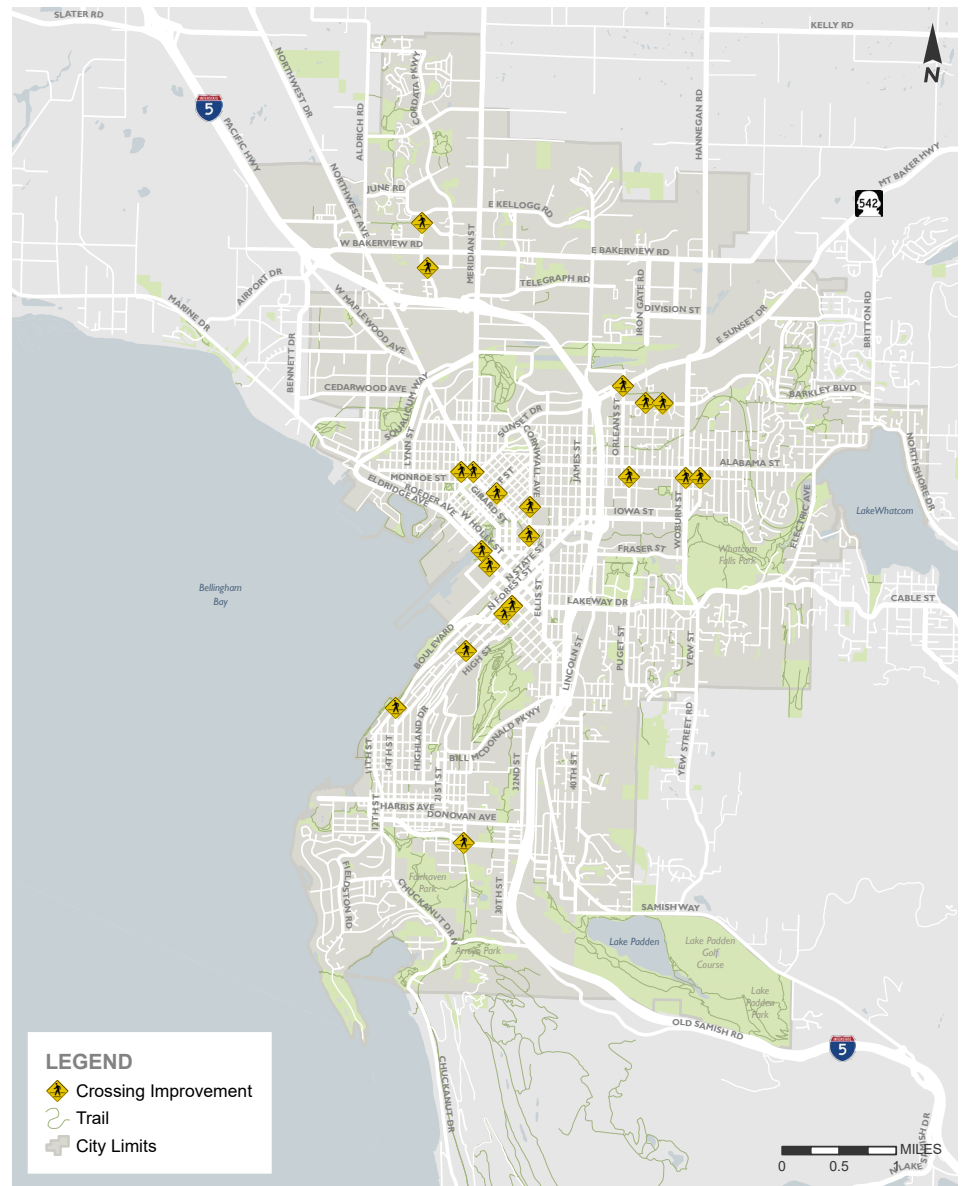 SLATER RD
KELLY RD
N
NORTHWEST DR
CORDATA PKWY
5
ALDRICH RD
HANNEGAN RD
PACIFIC HWY
MT BAKER HWY
NORTHWEST AVE
JUNE RD
542
E KELLOGG RD
W BAKERVIEW RD
E BAKERVIEW RD
MERIDIAN ST
AIRPORT DR
TELEGRAPH RD
IRON GATE RD
MARINE DR
W MAPLEWOOD AVE
DIVISION ST
E SUNSET DR
BRITTON RD
BENNETT DR
CEDARWOOD AVE
BARKLEY BLVD
SQUALICUM WAY
SUNSET DR
ORLEANS ST
LYNN ST
CORNWALL AVE
JAMES ST
NORTHSHORE DR
ALABAMA ST
F ST
MONROE ST
ELDRIDGE AVE
ROEDER AVE
GIRARD ST
WOBURN ST
ELECTRIC AVE
LakeWhatcom
IOWA ST
W HOLLY ST
FRASER ST
Whatcom
Falls Park
N STATE ST
N FOREST ST
ELLIS ST
Bellingham
Bay
LAKEWAY DR
CABLE ST
BOULEVARD
HIGH ST
LINCOLN ST
PUGET ST
YEW ST
HIGHLAND DR
BILL MCDONALD PKWY
YEW STREET RD
11TH ST
14TH ST
21ST ST
32ND ST
40TH ST
12TH ST
HARRIS AVE
DONOVAN AVE
FIELDSTON RD
Fairhaven
Park
CHUCKANUT DR N
30TH ST
SAMISH WAY
Lake Padden
Lake Padden
Golf
Course
Arroyo Park
Lake
Padden
Park
OLD SAMISH RD
5
CHUCKANUT DR
LEGEND
Crossing Improvement
Trail
City Limits
MILES
0 0.5 1
N LAKE
SAMISH DR